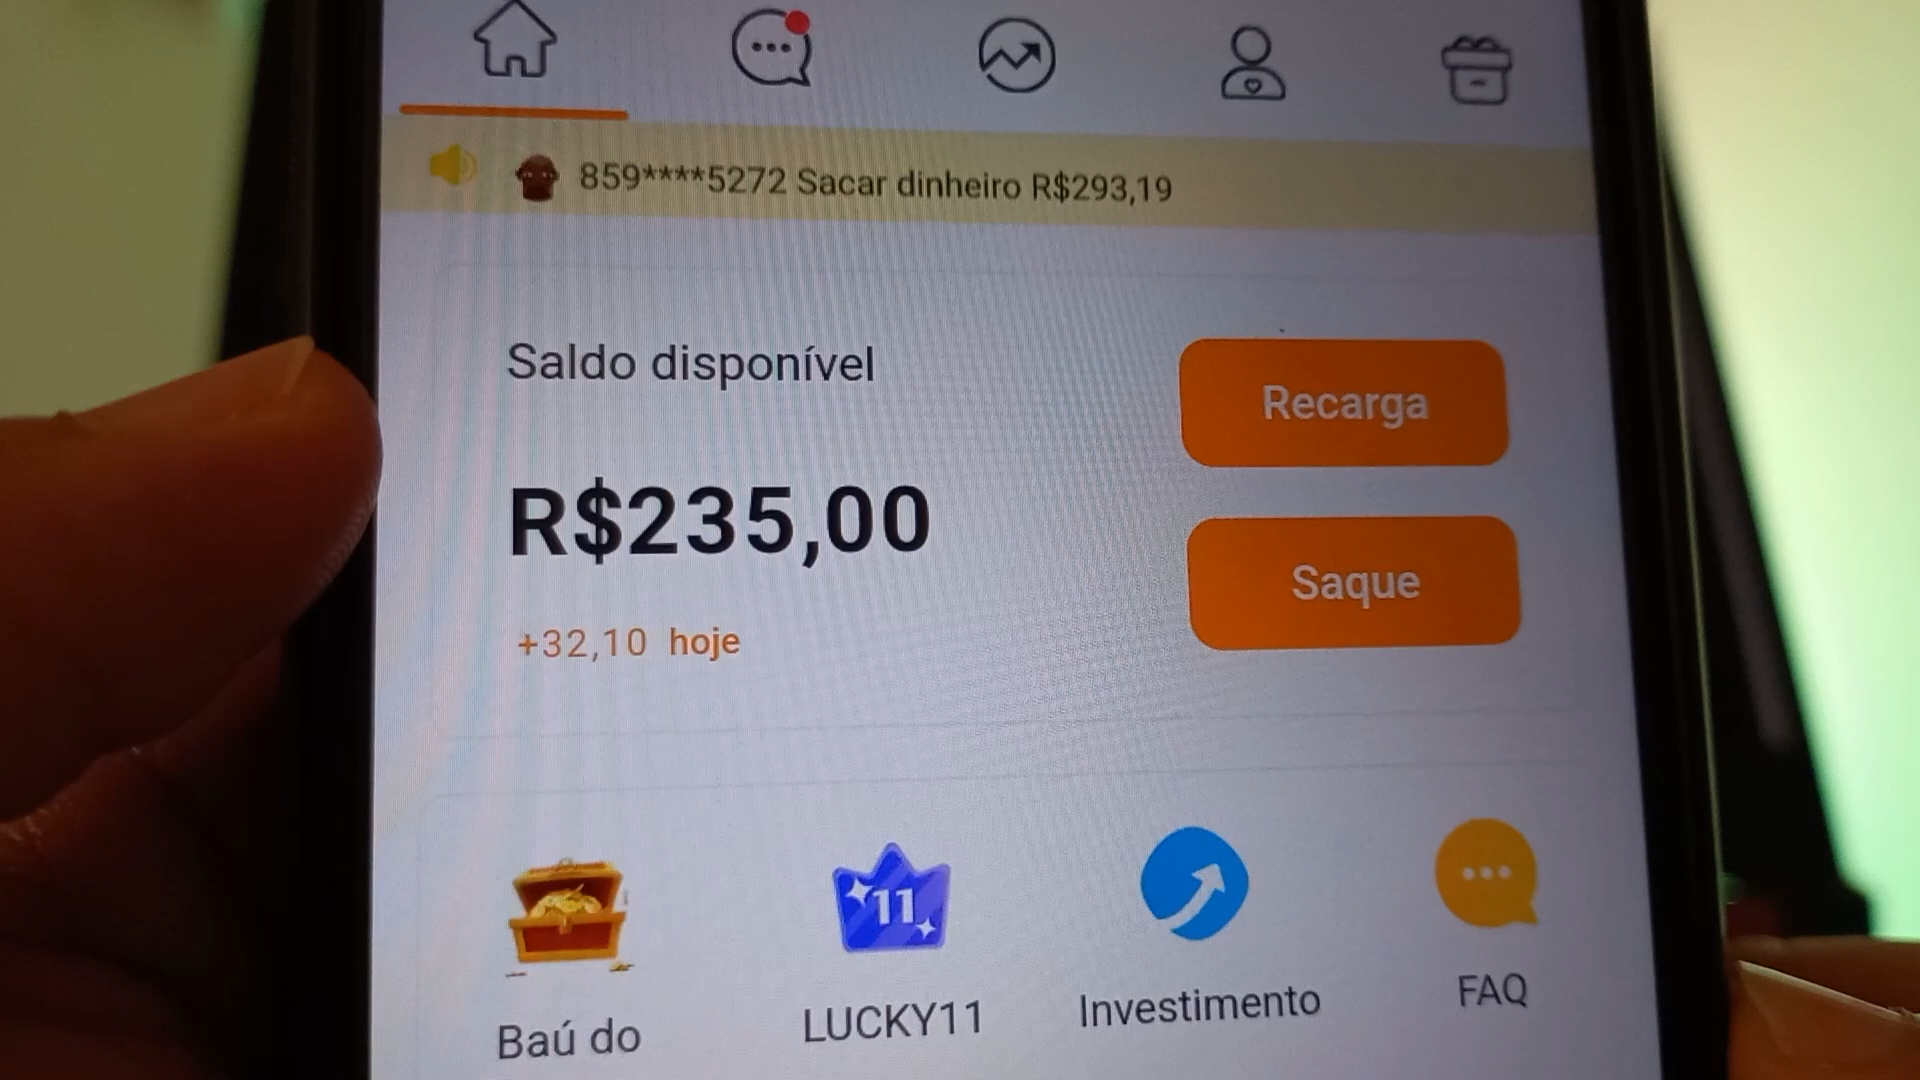 859****5272 Sacar dinheiro R$293,19
Saldo disponível
Recarga
R$235,00
Saque
+32,10 hoje
11
Baú do
LUCKY11
Investimento
FAQ